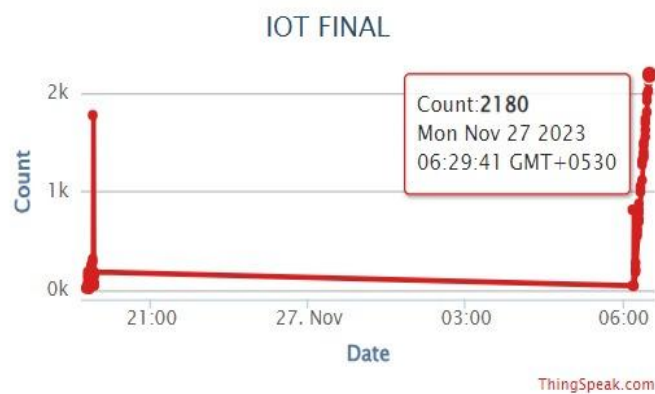 IOT FINAL
2k
Count:2180
Mon Nov 27 2023
06:29:41 GMT+0530
Count
1k
0k
21:00
27. Nov
03:00
06:00
Date
ThingSpeak.com